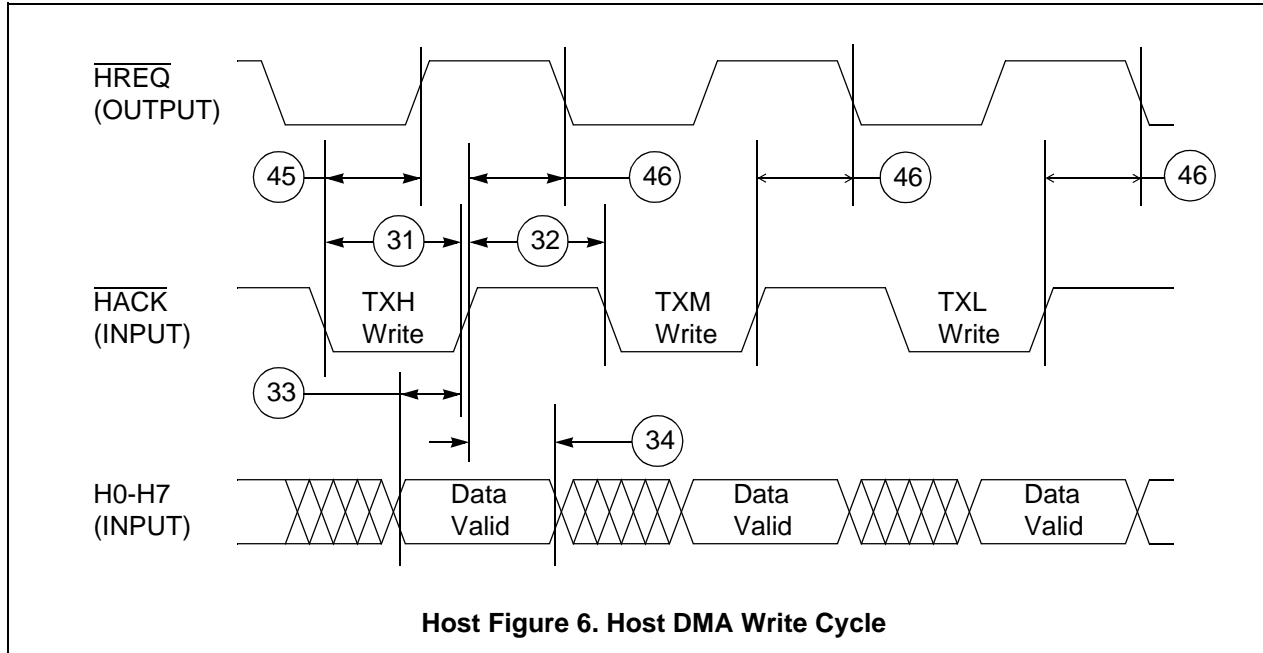 HREQ
(OUTPUT)
45
46
46
46
31
32
HACK
(INPUT)
TXH
Write
TXM
Write
TXL
Write
33
34
H0-H7
(INPUT)
Data
Valid
Data
Valid
Data
Valid
Host Figure 6. Host DMA Write Cycle